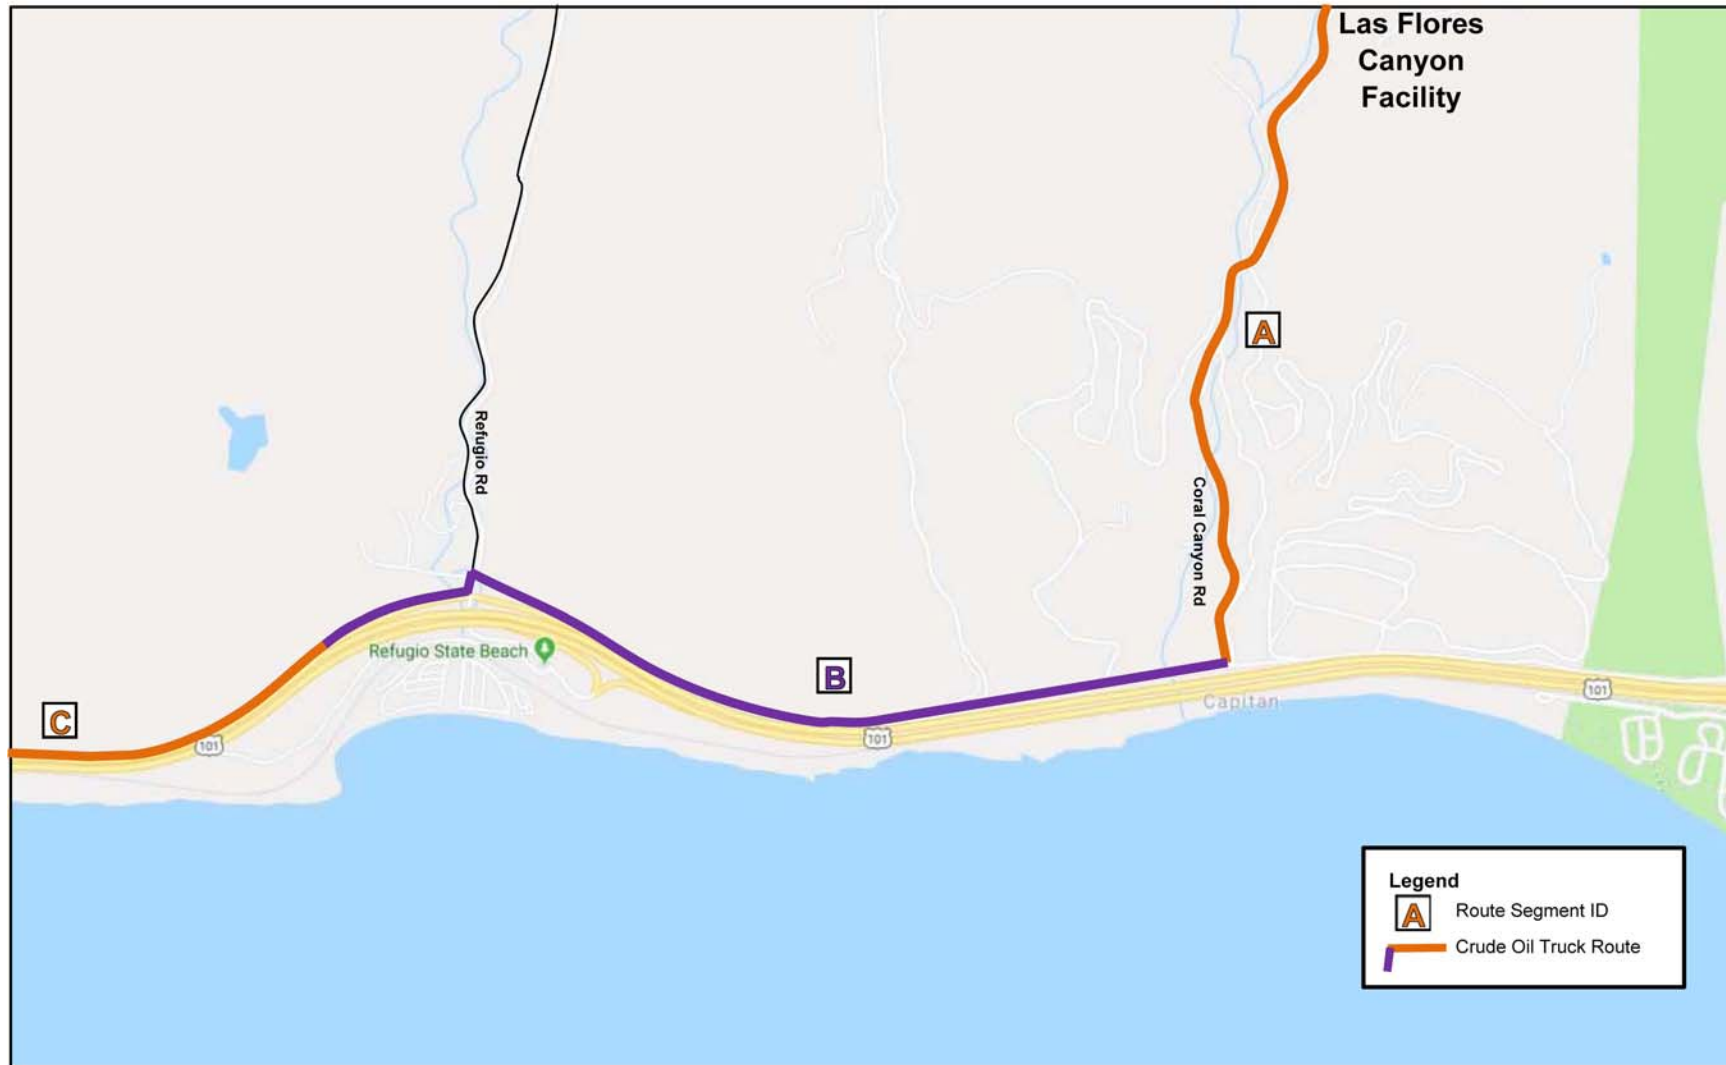 Las Flores
Canyon
Facility
A
Refugio Rd
Coral Canyon Rd
Refugio State Beach
B
C
Capitan
101
101
101
Legend
A Route Segment ID
Crude Oil Truck Route